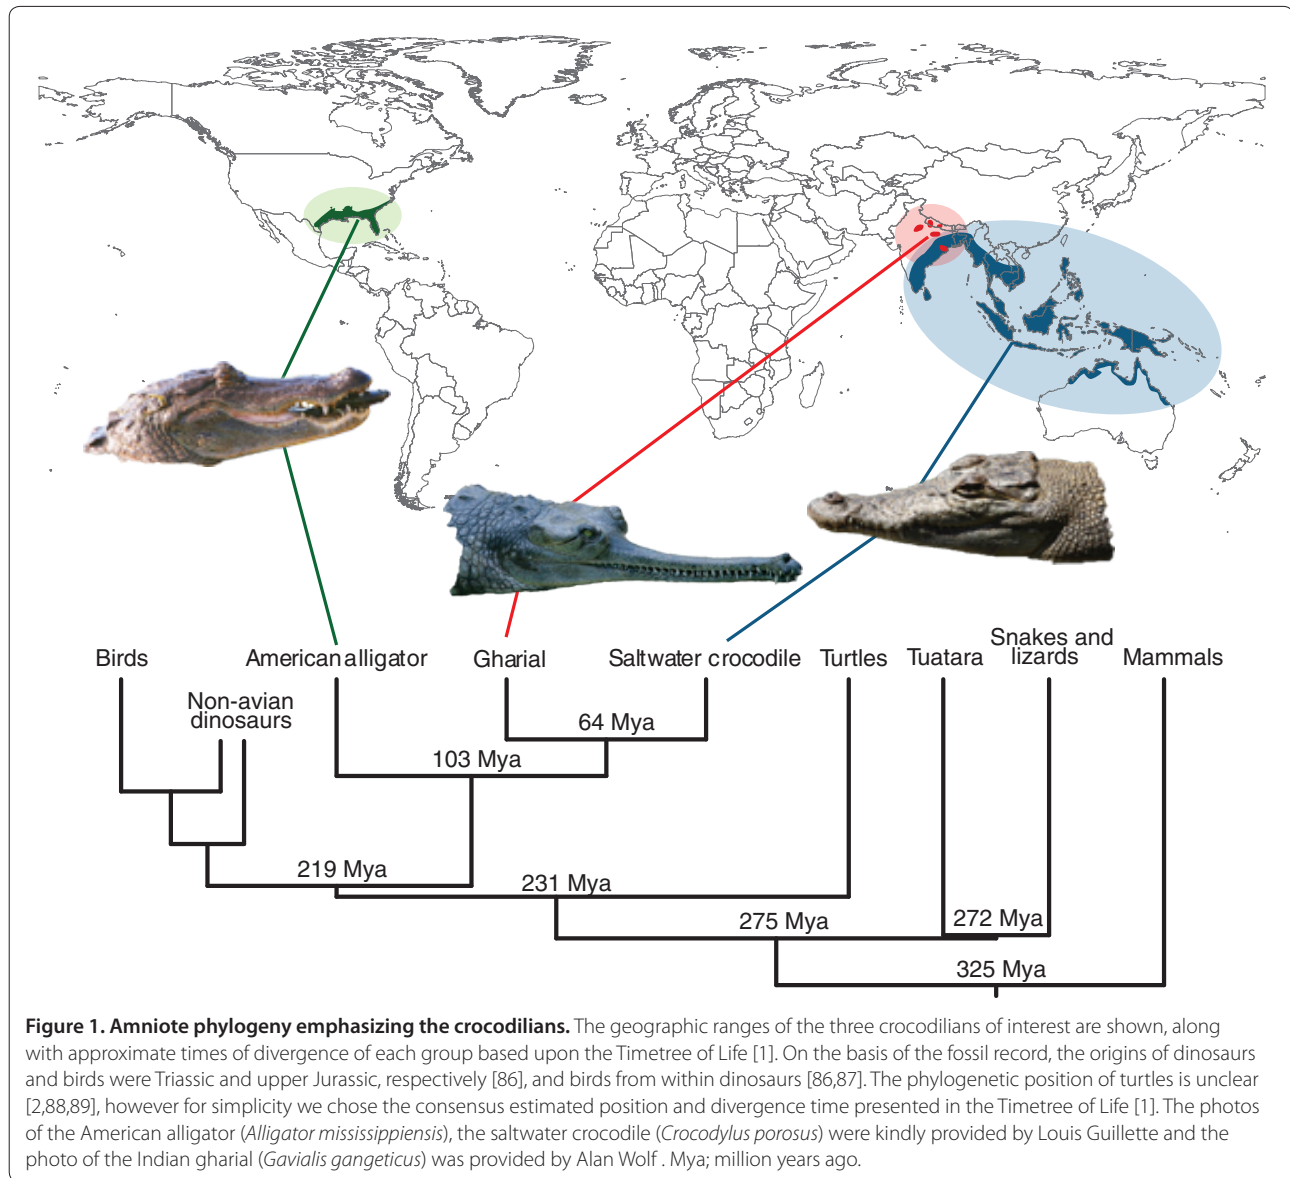 Birds
American alligator
Gharial
Saltwater crocodile
Turtles
Tuatara
Snakes and
lizards
Mammals
Non-avian
dinosaurs
64 Mya
103 Mya
219 Mya
231 Mya
275 Mya
272 Mya
325 Mya
Figure 1. Amniote phylogeny emphasizing the crocodilians. The geographic ranges of the three crocodilians of interest are shown, along
with approximate times of divergence of each group based upon the Timetree of Life [1]. On the basis of the fossil record, the origins of dinosaurs
and birds were Triassic and upper Jurassic, respectively [86], and birds from within dinosaurs [86,87]. The phylogenetic position of turtles is unclear
[2,88,89], however for simplicity we chose the consensus estimated position and divergence time presented in the Timetree of Life [1]. The photos
of the American alligator (Alligator mississippiensis), the saltwater crocodile (Crocodylus porosus) were kindly provided by Louis Guillette and the
photo of the Indian gharial (Gavialis gangeticus) was provided by Alan Wolf . Mya; million years ago.